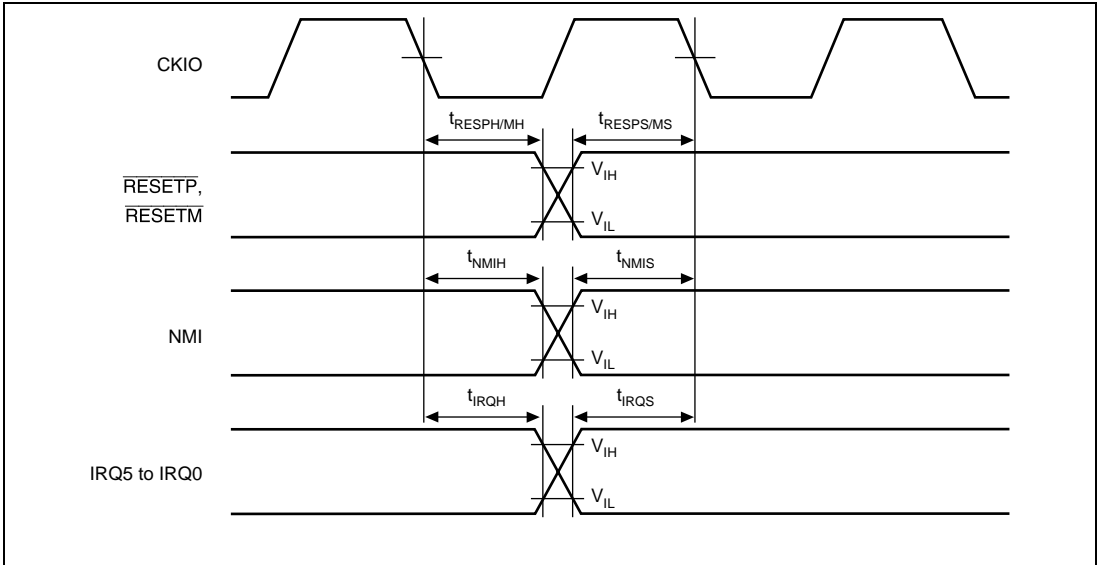 CKIO
tRESPH/MH
tRESPS/MS
RESETP,
RESETM
VIH
VIL
tNMIH
tNMIS
NMI
VIH
VIL
tIRQH
tIRQS
IRQ5 to IRQ0
VIH
VIL